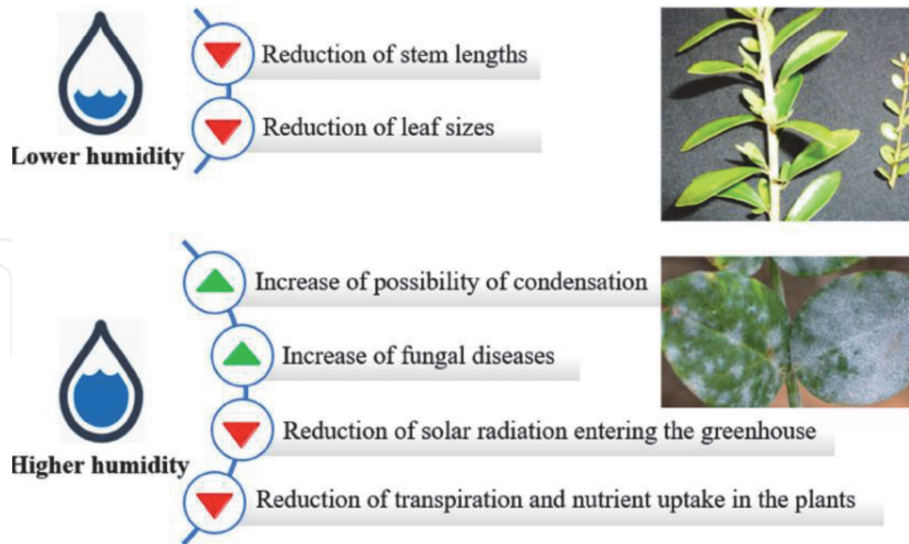 Reduction of stem lengths
Reduction of leaf sizes
Lower humidity
Increase of possibility of condensation
Increase of fungal diseases
Reduction of solar radiation entering the greenhouse
Higher humidity
Reduction of transpiration and nutrient uptake in the plants